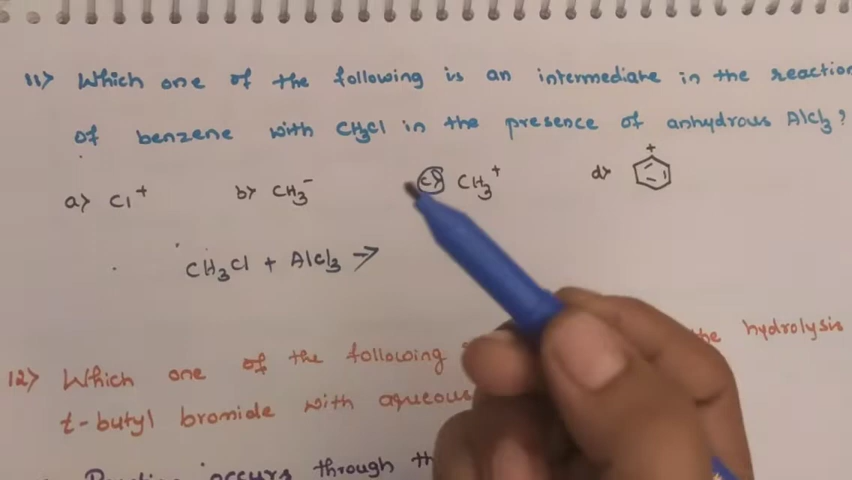 11) Which one of the following is an intermediate in the reaction
of benzene with CH3Cl in the presence of anhydrous AlCl3?
a) Cl+ b) CH3- c) CH3+ d) +
CH3Cl + AlCl3 →
12) Which one of the following the hydrolysis
t-butyl bromide with aqueous
occurs through the